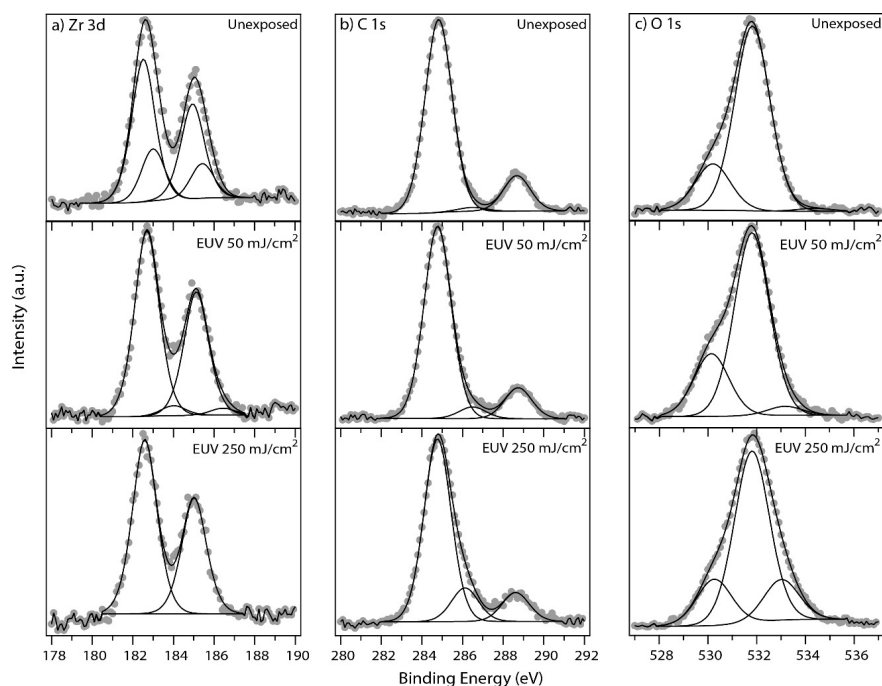 a) Zr 3d
Unexposed
b) C 1s
Unexposed
c) O 1s
Unexposed
EUV 50 mJ/cm²
EUV 50 mJ/cm²
EUV 50 mJ/cm²
Intensity (a.u.)
EUV 250 mJ/cm²
EUV 250 mJ/cm²
EUV 250 mJ/cm²
178 180 182 184 186 188 190
280 282 284 286 288 290 292
528 530 532 534 536
Binding Energy (eV)